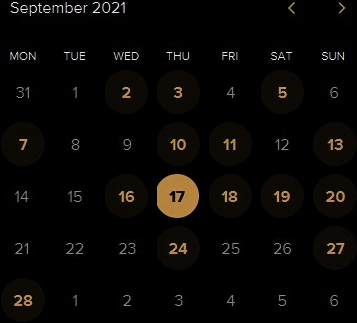 September 2021
MON TUE WED THU FRI SAT SUN
31 1 2 3 4 5 6
7 8 9 10 11 12 13
14 15 16 17 18 19 20
21 22 23 24 25 26 27
28 1 2 3 4 5 6